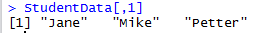 > StudentData[,1]
[1] "Jane"   "Mike"   "Petter"